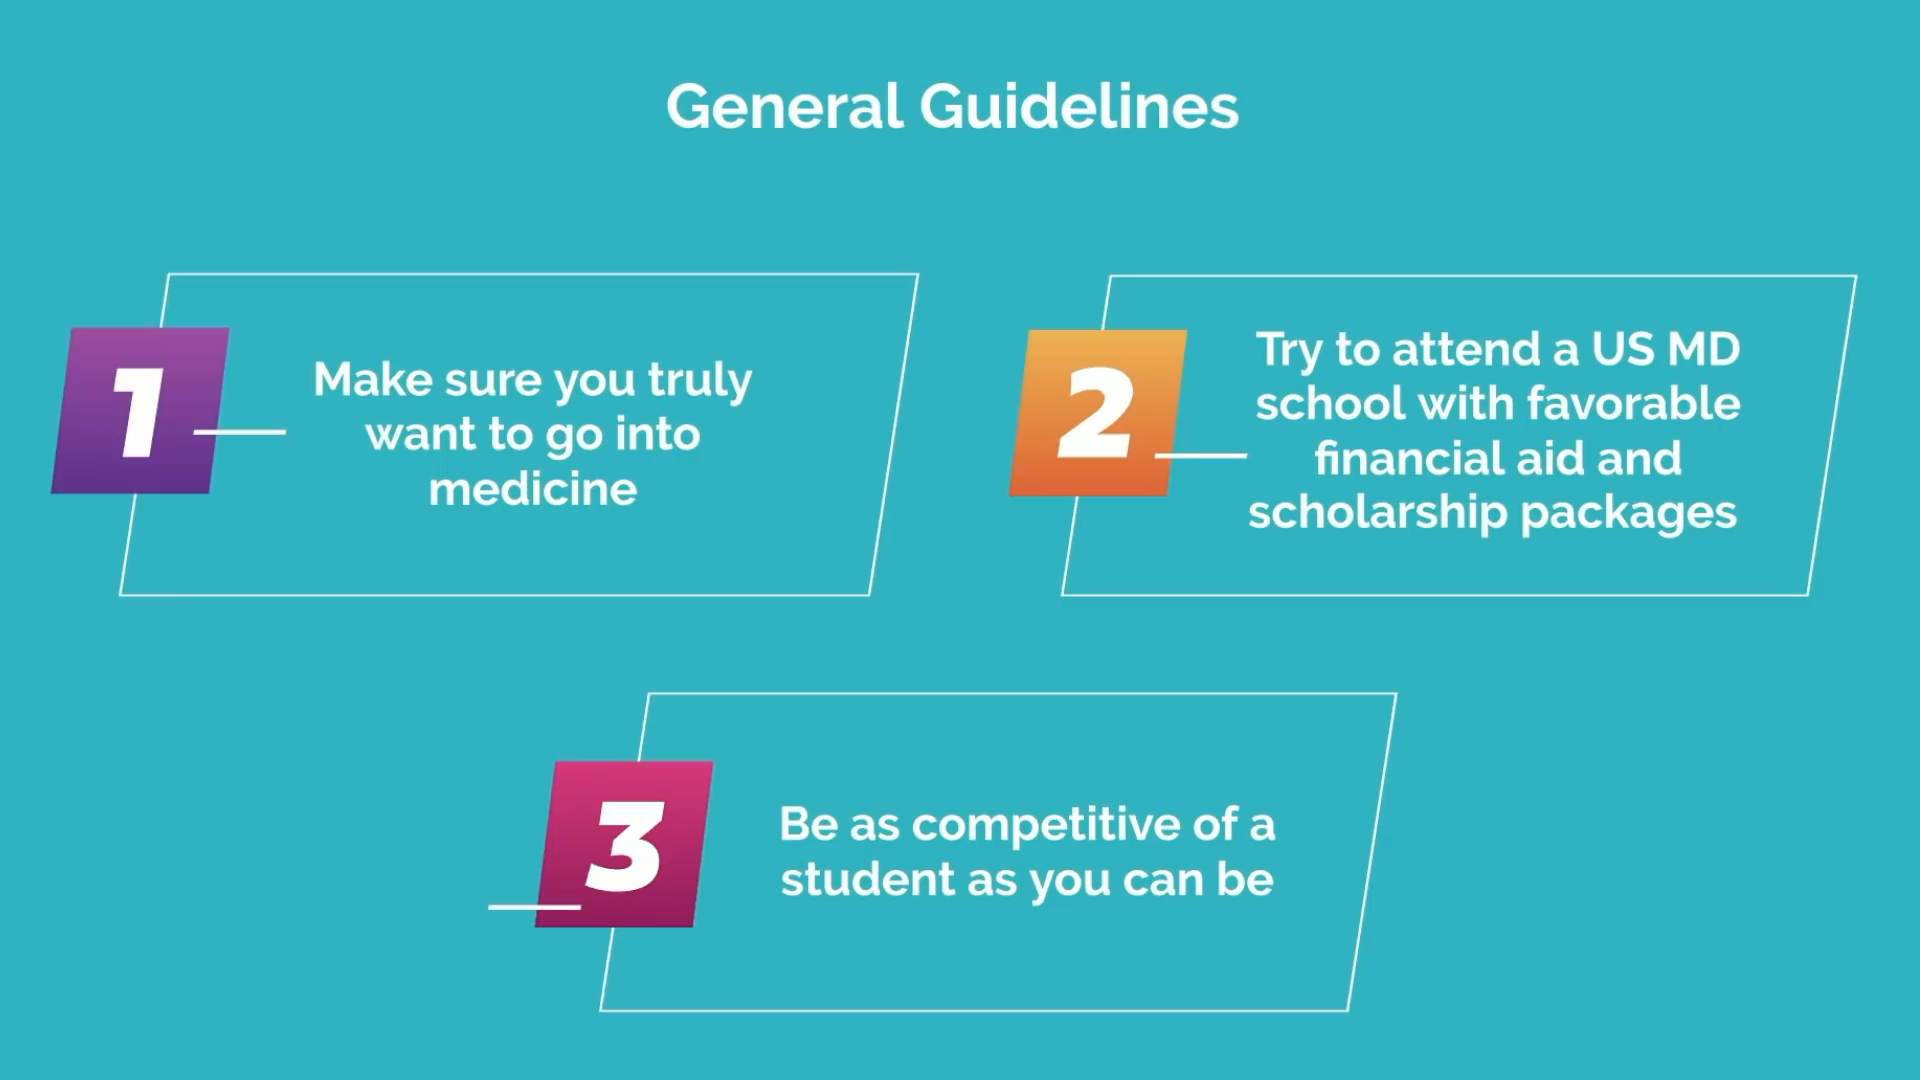 General Guidelines
1
Make sure you truly
want to go into
medicine
2
Try to attend a US MD
school with favorable
financial aid and
scholarship packages
3
Be as competitive of a
student as you can be